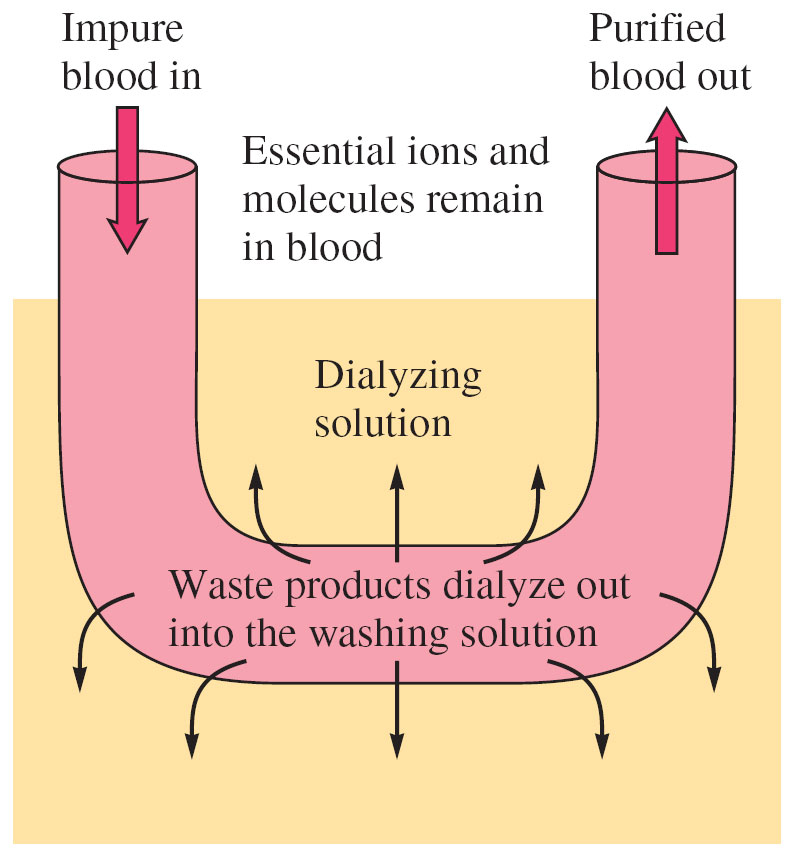 Impure
blood in
Purified
blood out
Essential ions and
molecules remain
in blood
Dialyzing
solution
Waste products dialyze out
into the washing solution